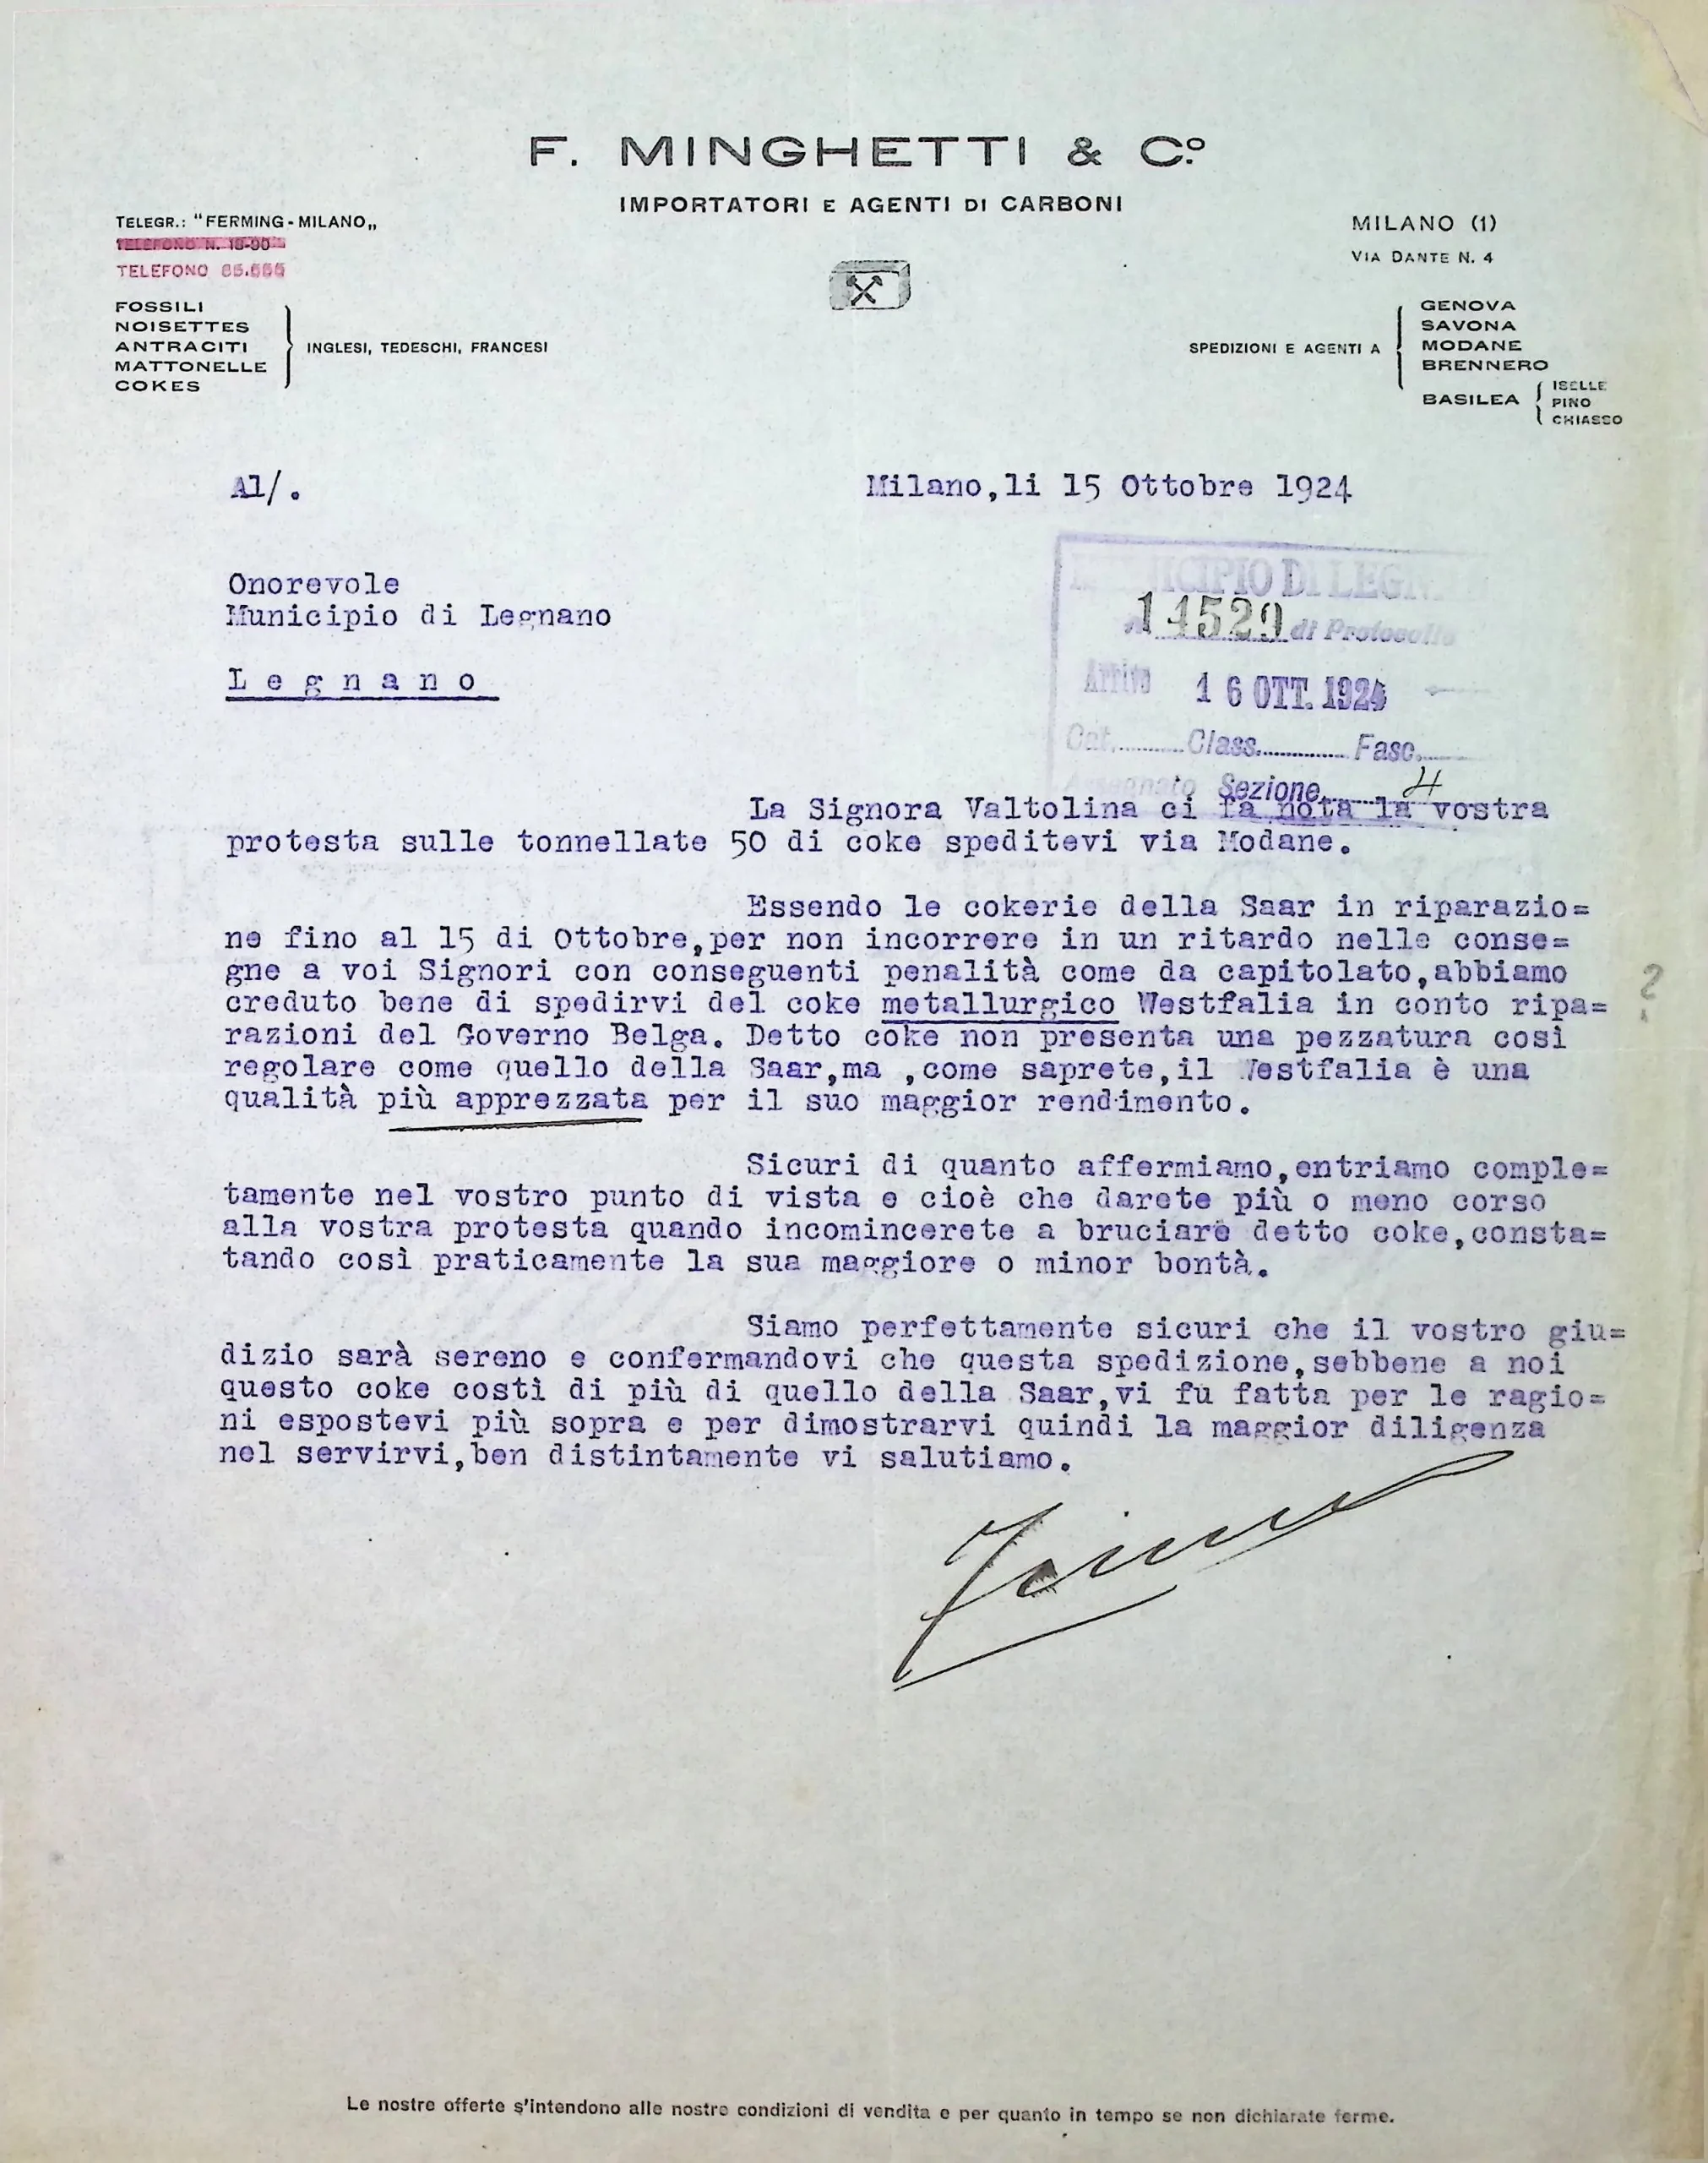 F. MINGHETTI & C.º
IMPORTATORI E AGENTI DI CARBONI
TELEGR.: "FERMING - MILANO„
TELEFONO N. 18-90
TELEFONO
FOSSILI
NOISETTES
ANTRACITI
MATTONELLE
COKES
INGLESI, TEDESCHI, FRANCESI
MILANO (1)
VIA DANTE N. 4
SPEDIZIONI E AGENTI A
GENOVA
SAVONA
MODANE
BRENNERO
BASILEA
ISELLE
PINO
CHIASSO
Al/.
Milano,li 15 Ottobre 1924
Onorevole
Municipio di Legnano
L e g n a n o
MUNICIPIO DI LEGNANO
14529 di Protocollo
Arrivo 16 OTT. 1924
Cat. Class. Fasc.
Assegnato Sezione 4
La Signora Valtolina ci fa nota la vostra
protesta sulle tonnellate 50 di coke speditevi via Modane.
Essendo le cokerie della Saar in riparazio=
ne fino al 15 di Ottobre,per non incorrere in un ritardo nelle conse=
gne a voi Signori con conseguenti penalità come da capitolato,abbiamo
creduto bene di spedirvi del coke metallurgico Westfalia in conto ripa=
razioni del Governo Belga. Detto coke non presenta una pezzatura così
regolare come quello della Saar,ma ,come saprete,il Westfalia è una
qualità più apprezzata per il suo maggior rendimento.
?
Sicuri di quanto affermiamo,entriamo comple=
tamente nel vostro punto di vista e cioè che darete più o meno corso
alla vostra protesta quando incomincerete a bruciare detto coke,consta=
tando così praticamente la sua maggiore o minor bontà.
Siamo perfettamente sicuri che il vostro giu=
dizio sarà sereno e confermandovi che questa spedizione,sebbene a noi
questo coke costi di più di quello della Saar,vi fu fatta per le ragio=
ni espostevi più sopra e per dimostrarvi quindi la maggior diligenza
nel servirvi,ben distintamente vi salutiamo.
Le nostre offerte s'intendono alle nostre condizioni di vendita e per quanto in tempo se non dichiarate ferme.